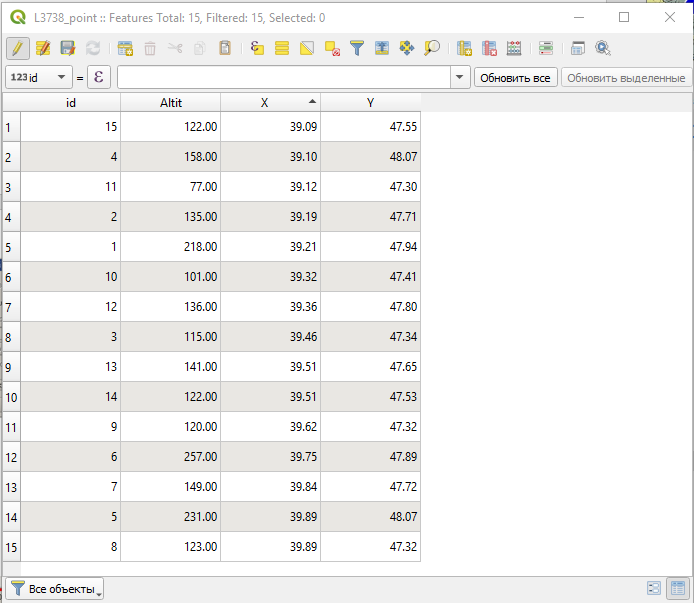 L3738_point :: Features Total: 15, Filtered: 15, Selected: 0
123 id = ε Обновить все Обновить выделенные
id Altit X Y
1 15 122.00 39.09 47.55
2 4 158.00 39.10 48.07
3 11 77.00 39.12 47.30
4 2 135.00 39.19 47.71
5 1 218.00 39.21 47.94
6 10 101.00 39.32 47.41
7 12 136.00 39.36 47.80
8 3 115.00 39.46 47.34
9 13 141.00 39.51 47.65
10 14 122.00 39.51 47.53
11 9 120.00 39.62 47.32
12 6 257.00 39.75 47.89
13 7 149.00 39.84 47.72
14 5 231.00 39.89 48.07
15 8 123.00 39.89 47.32
Все объекты